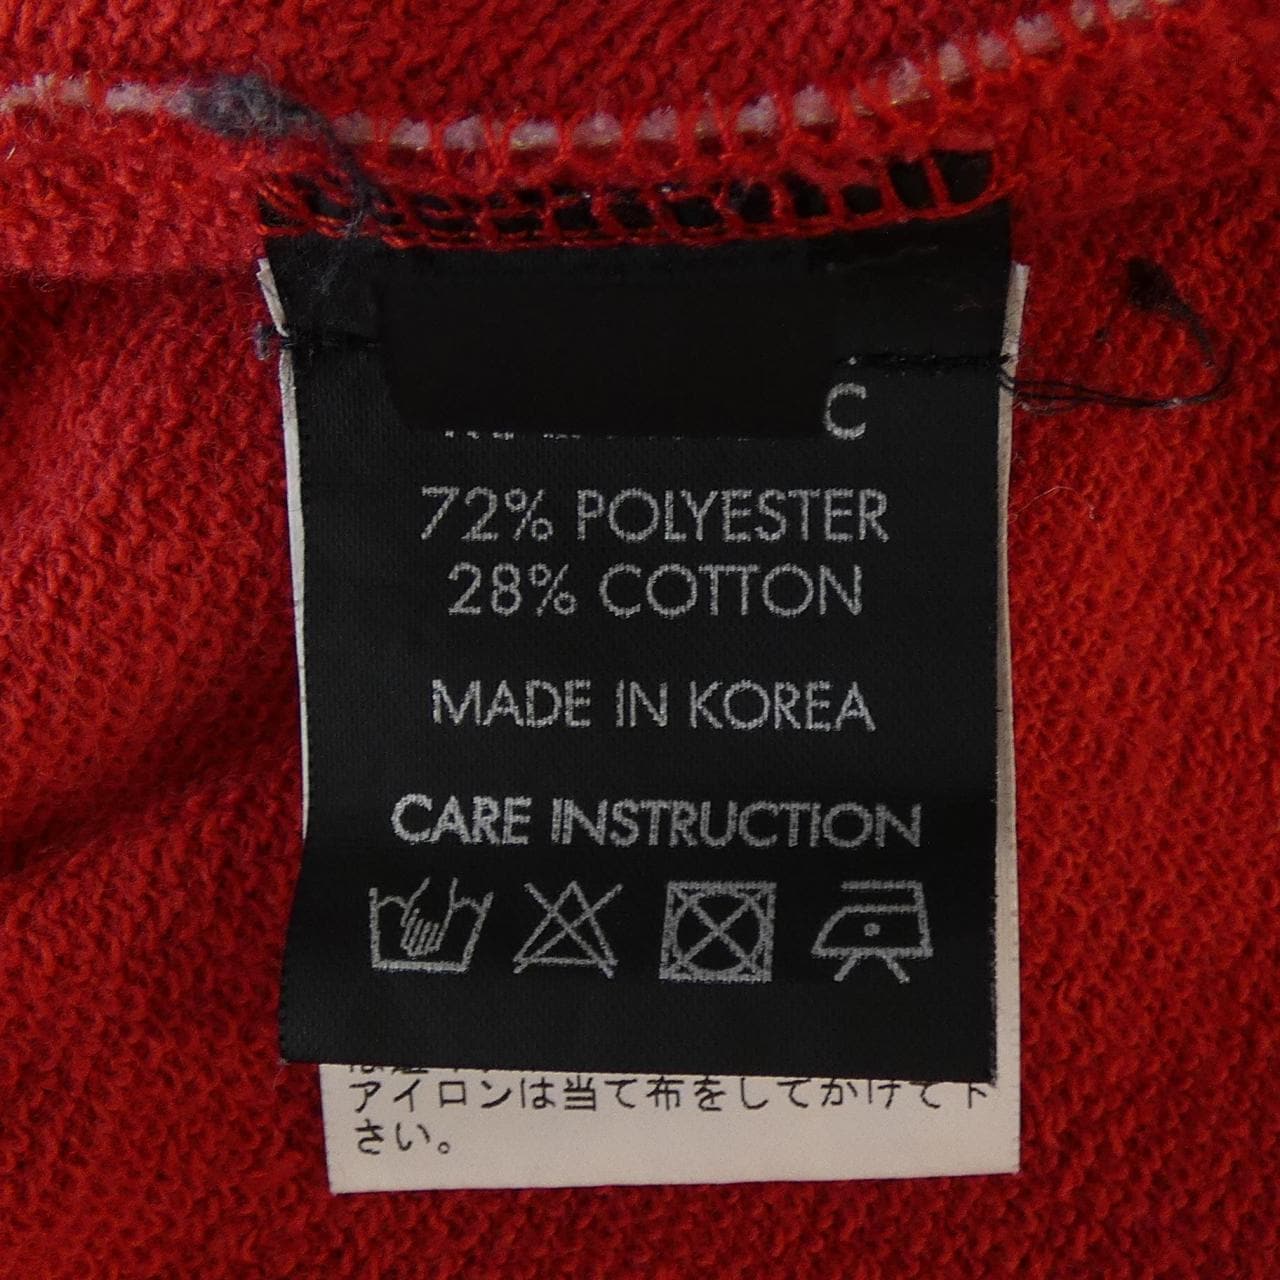 C
72% POLYESTER
28% COTTON
MADE IN KOREA
CARE INSTRUCTION
アイロンは当て布をしてかけて下
さい。